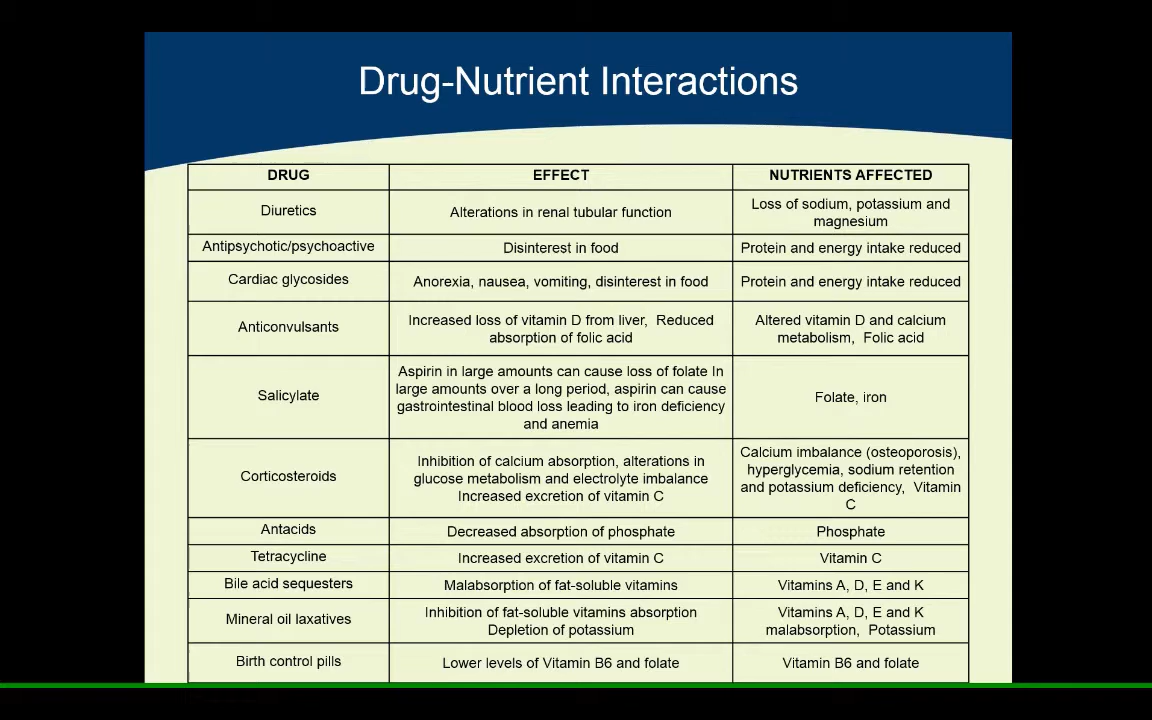 Drug-Nutrient Interactions
DRUG EFFECT NUTRIENTS AFFECTED
Diuretics
Alterations in renal tubular function
Loss of sodium, potassium and
magnesium
Antipsychotic/psychoactive
Disinterest in food
Protein and energy intake reduced
Cardiac glycosides
Anorexia, nausea, vomiting, disinterest in food
Protein and energy intake reduced
Anticonvulsants
Increased loss of vitamin D from liver, Reduced
absorption of folic acid
Altered vitamin D and calcium
metabolism, Folic acid
Salicylate
Aspirin in large amounts can cause loss of folate In
large amounts over a long period, aspirin can cause
gastrointestinal blood loss leading to iron deficiency
and anemia
Folate, iron
Corticosteroids
Inhibition of calcium absorption, alterations in
glucose metabolism and electrolyte imbalance
Increased excretion of vitamin C
Calcium imbalance (osteoporosis),
hyperglycemia, sodium retention
and potassium deficiency, Vitamin
C
Antacids
Decreased absorption of phosphate
Phosphate
Tetracycline
Increased excretion of vitamin C
Vitamin C
Bile acid sequesters
Malabsorption of fat-soluble vitamins
Vitamins A, D, E and K
Mineral oil laxatives
Inhibition of fat-soluble vitamins absorption
Depletion of potassium
Vitamins A, D, E and K
malabsorption, Potassium
Birth control pills
Lower levels of Vitamin B6 and folate
Vitamin B6 and folate